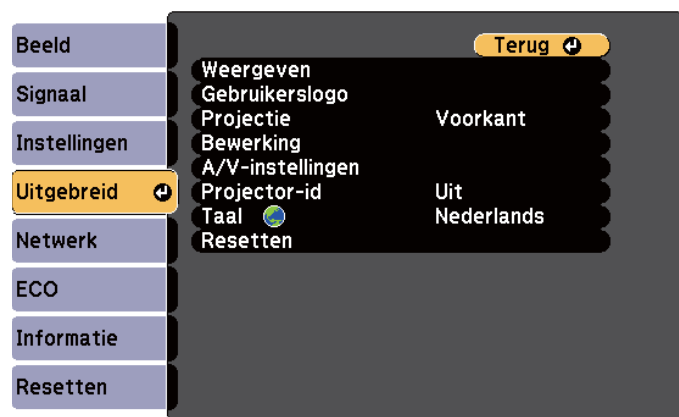 Beeld
Signaal
Instellingen
Uitgebreid
Netwerk
ECO
Informatie
Resetten
Terug
Weergeven
Gebruikerslogo
Projectie Voorkant
Bewerking
A/V-instellingen
Projector-id Uit
Taal Nederlands
Resetten